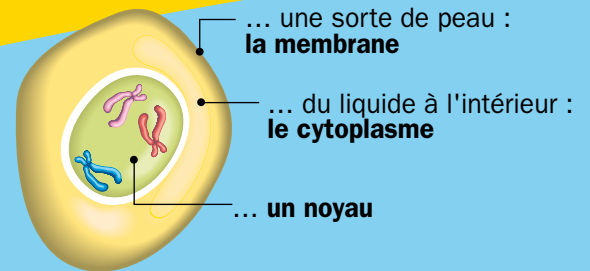 … une sorte de peau :
la membrane
… du liquide à l'intérieur :
le cytoplasme
… un noyau